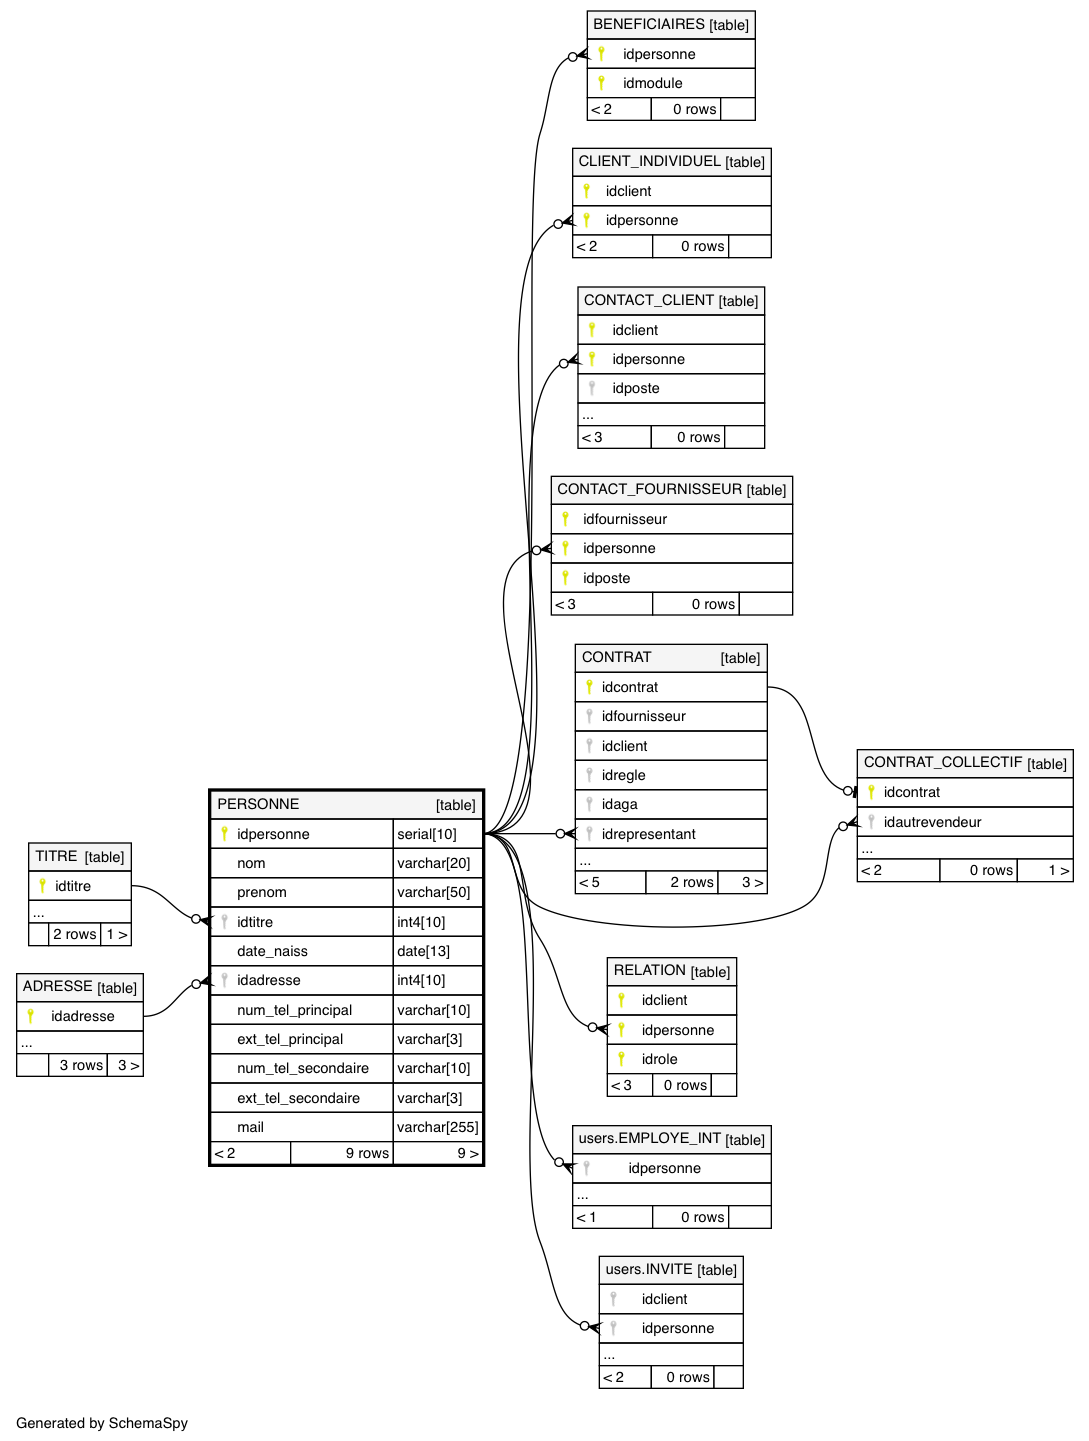 BENEFICIAIRES [table]
idpersonne
idmodule
< 2 0 rows
CLIENT_INDIVIDUEL [table]
idclient
idpersonne
< 2 0 rows
CONTACT_CLIENT [table]
idclient
idpersonne
idposte
...
< 3 0 rows
CONTACT_FOURNISSEUR [table]
idfournisseur
idpersonne
idposte
< 3 0 rows
CONTRAT [table]
idcontrat
idfournisseur
idclient
idregle
idaga
idrepresentant
...
< 5 2 rows 3 >
CONTRAT_COLLECTIF [table]
idcontrat
idautrevendeur
...
< 2 0 rows 1 >
PERSONNE [table]
idpersonne serial[10]
nom varchar[20]
prenom varchar[50]
idtitre int4[10]
date_naiss date[13]
idadresse int4[10]
num_tel_principal varchar[10]
ext_tel_principal varchar[3]
num_tel_secondaire varchar[10]
ext_tel_secondaire varchar[3]
mail varchar[255]
< 2 9 rows 9 >
TITRE [table]
idtitre
...
2 rows 1 >
ADRESSE [table]
idadresse
...
3 rows 3 >
RELATION [table]
idclient
idpersonne
idrole
< 3 0 rows
users.EMPLOYE_INT [table]
idpersonne
...
< 1 0 rows
users.INVITE [table]
idclient
idpersonne
...
< 2 0 rows
Generated by SchemaSpy